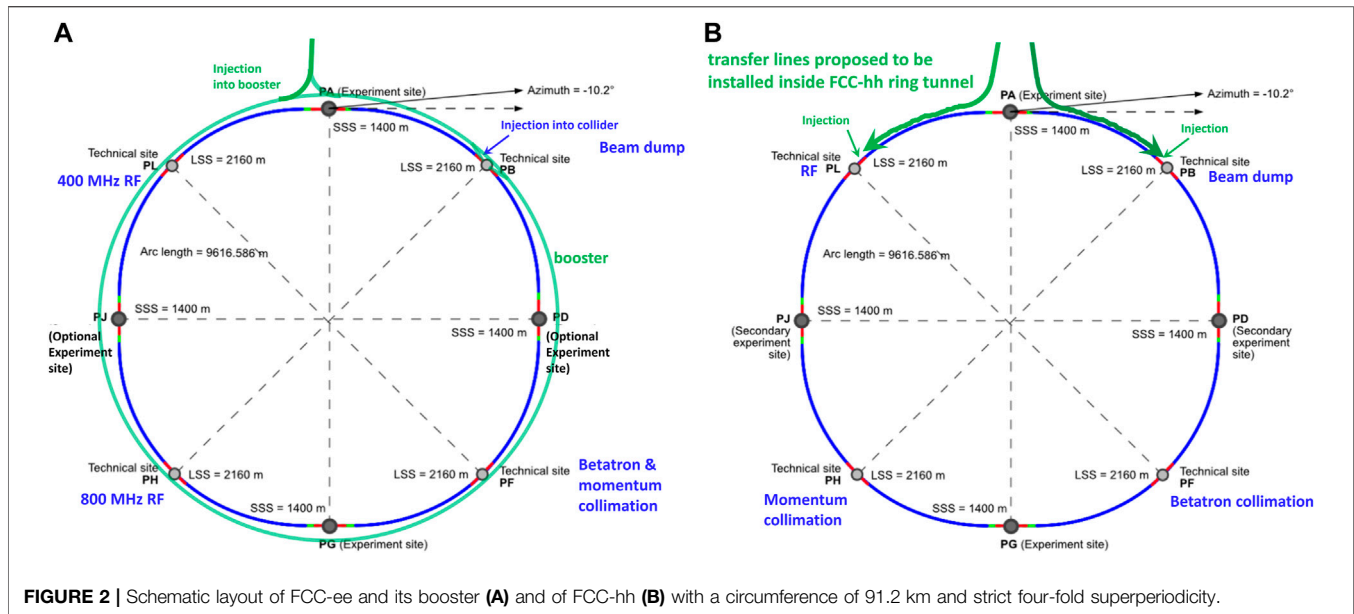 A
Injection
into booster
PA (Experiment site)
Azimuth = -10.2°
SSS = 1400 m
Injection into collider
Beam dump
Technical site
PL
LSS = 2160 m
400 MHz RF
LSS = 2160 m
Technical
site
PB
Arc length = 9616.586 m
booster
PJ
SSS = 1400 m
(Optional
Experiment
site)
SSS = 1400 m
PD
(Optional
Experiment
site)
Technical site
PH
LSS = 2160 m
800 MHz RF
LSS = 2160 m
Technical site
PF
Betatron &
momentum
collimation
SSS = 1400 m
PG (Experiment site)
B
transfer lines proposed to be
installed inside FCC-hh ring tunnel
PA (Experiment site)
Azimuth = -10.2°
SSS = 1400 m
Injection
Injection
Technical site
RF PL
LSS = 2160 m
LSS = 2160 m
Technical site
PB
Beam dump
Arc length = 9616.586 m
PJ
SSS = 1400 m
(Secondary
experiment
site)
SSS = 1400 m
PD
(Secondary
experiment
site)
Technical site
PH
LSS = 2160 m
Momentum
collimation
LSS = 2160 m
Technical site
PF
Betatron collimation
SSS = 1400 m
PG (Experiment site)
FIGURE 2 | Schematic layout of FCC-ee and its booster (A) and of FCC-hh (B) with a circumference of 91.2 km and strict four-fold superperiodicity.